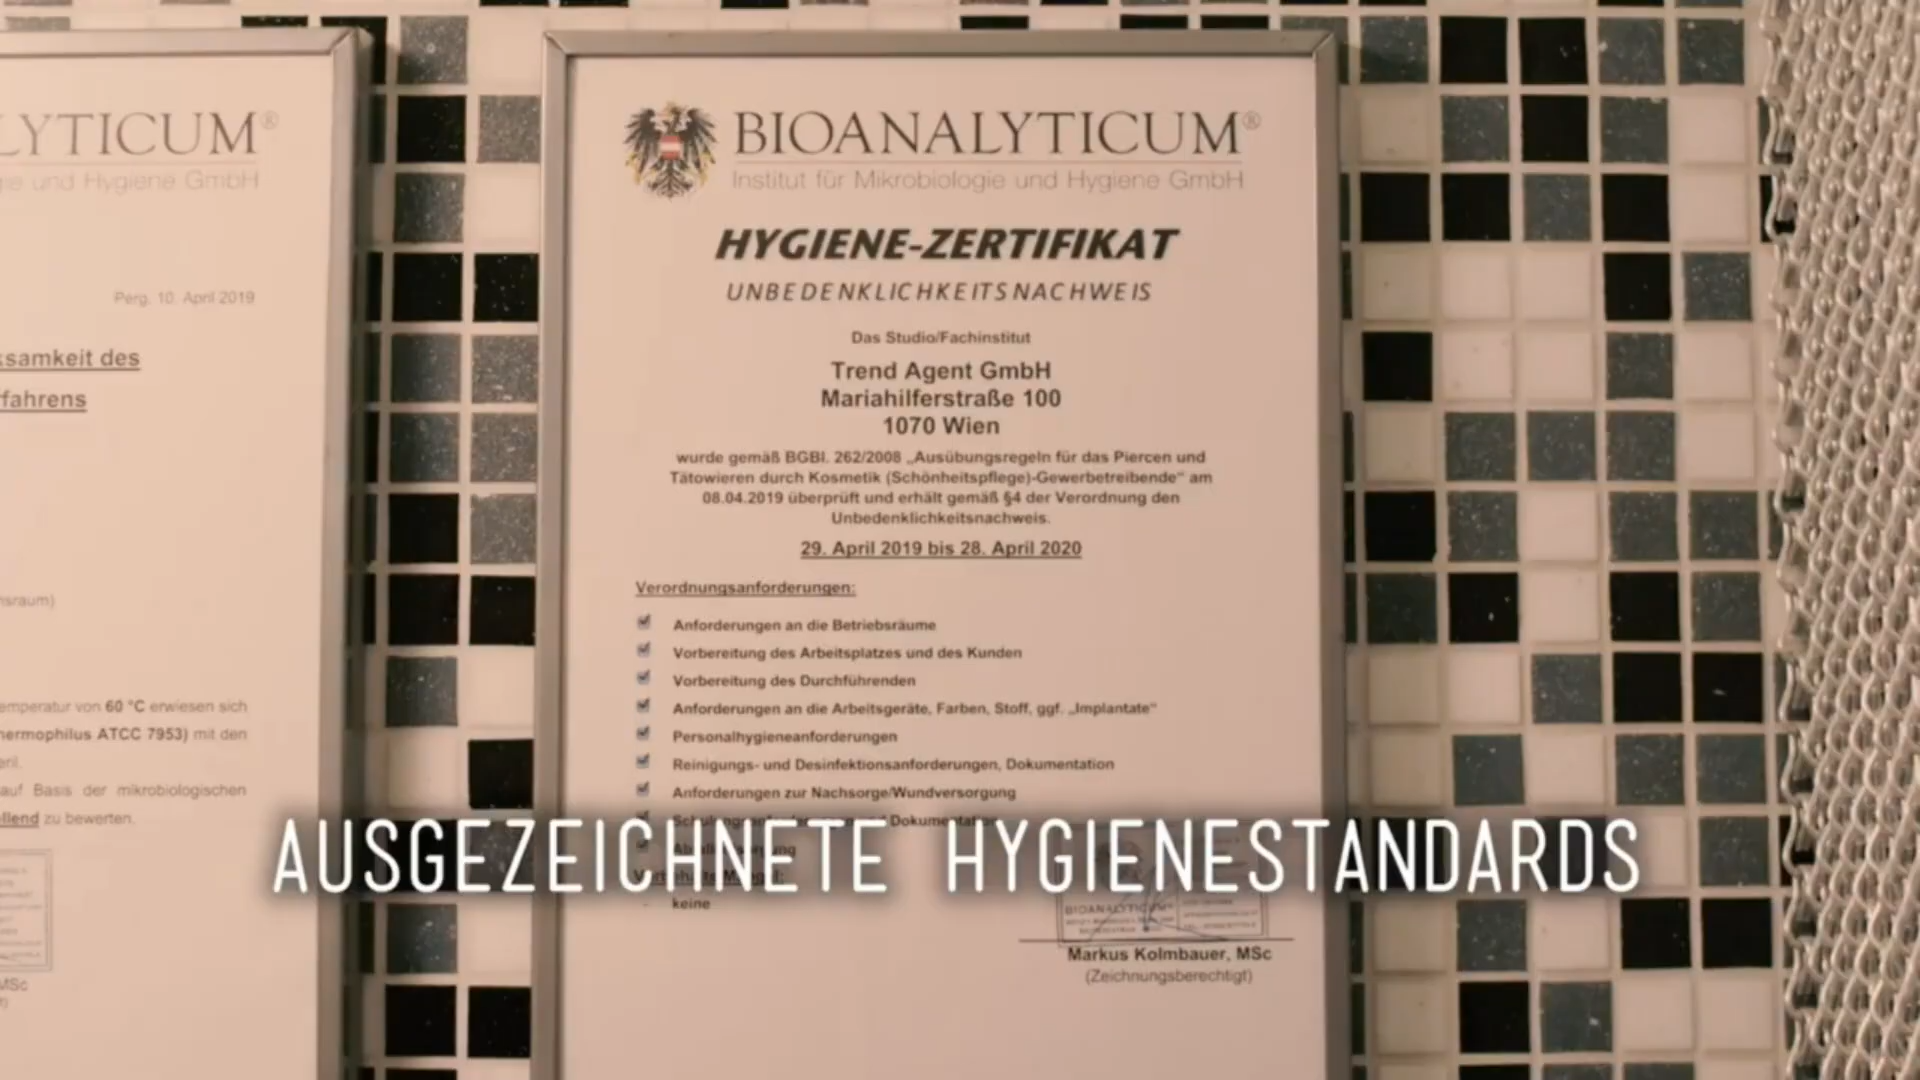 LYTICUM®
gie und Hygiene GmbH
Perg, 10. April 2019
ksamkeit des
fahrens
nsraum)
emperatur von 60 °C erwiesen sich
hermophilus ATCC 7953) mit den
eril.
auf Basis der mikrobiologischen
llend zu bewerten.
MSc
BIOANALYTICUM®
Institut für Mikrobiologie und Hygiene GmbH
HYGIENE-ZERTIFIKAT
UNBEDENKLICHKEITSNACHWEIS
Das Studio/Fachinstitut
Trend Agent GmbH
Mariahilferstraße 100
1070 Wien
wurde gemäß BGBl. 262/2008 „Ausübungsregeln für das Piercen und
Tätowieren durch Kosmetik (Schönheitspflege)-Gewerbetreibende" am
08.04.2019 überprüft und erhält gemäß §4 der Verordnung den
Unbedenklichkeitsnachweis.
29. April 2019 bis 28. April 2020
Verordnungsanforderungen:
Anforderungen an die Betriebsräume
Vorbereitung des Arbeitsplatzes und des Kunden
Vorbereitung des Durchführenden
Anforderungen an die Arbeitsgeräte, Farben, Stoff, ggf. „Implantate"
Personalhygieneanforderungen
Reinigungs- und Desinfektionsanforderungen, Dokumentation
Anforderungen zur Nachsorge/Wundversorgung
Dokumentation
AUSGEZEICHNETE HYGIENESTANDARDS
- keine
BIOANALYTICUM
Markus Kolmbauer, MSc
(Zeichnungsberechtigt)